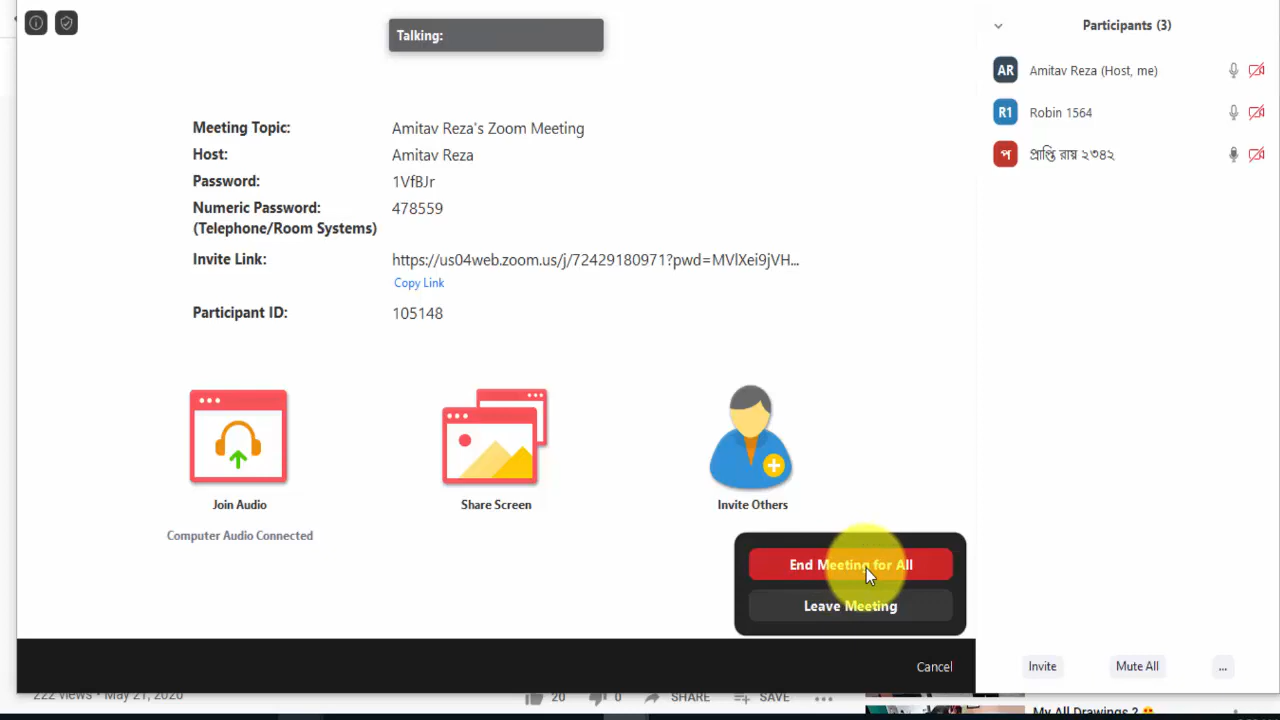 Talking:
Participants (3)
AR Amitav Reza (Host, me)
R1 Robin 1564
প প্রাপ্তি রায় ২৩৪২
Meeting Topic: Amitav Reza's Zoom Meeting
Host: Amitav Reza
Password: 1VfBJr
Numeric Password: 478559
(Telephone/Room Systems)
Invite Link: https://us04web.zoom.us/j/72429180971?pwd=MVlXei9jVH...
Copy Link
Participant ID: 105148
Join Audio
Share Screen
Invite Others
Computer Audio Connected
End Meeting for All
Leave Meeting
Cancel
Invite
Mute All
...
222 views • May 21, 2020
20
0
SHARE
SAVE
My All Drawings 2